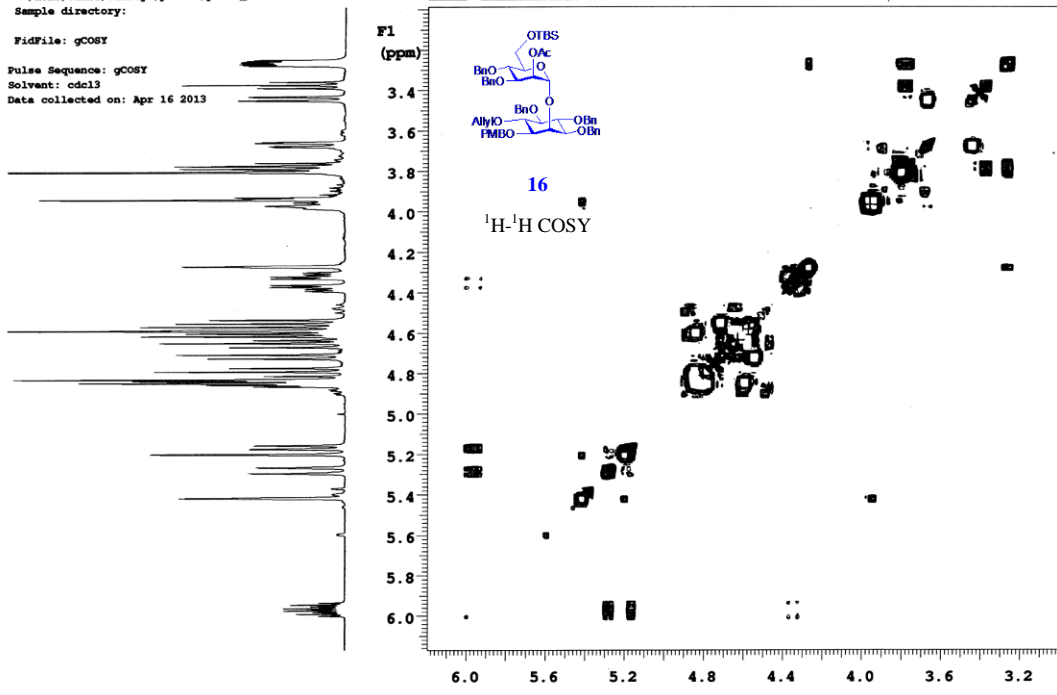 Sample directory:
FidFile: gCOSY
Pulse Sequence: gCOSY
Solvent: cdcl3
Data collected on: Apr 16 2013
F1
(ppm)
OTBS
OAc
BnO
O
BnO
O
BnO
AllylO
OBn
PMBO
OBn
16
¹H-¹H COSY
3.4
3.6
3.8
4.0
4.2
4.4
4.6
4.8
5.0
5.2
5.4
5.6
5.8
6.0
6.0 5.6 5.2 4.8 4.4 4.0 3.6 3.2